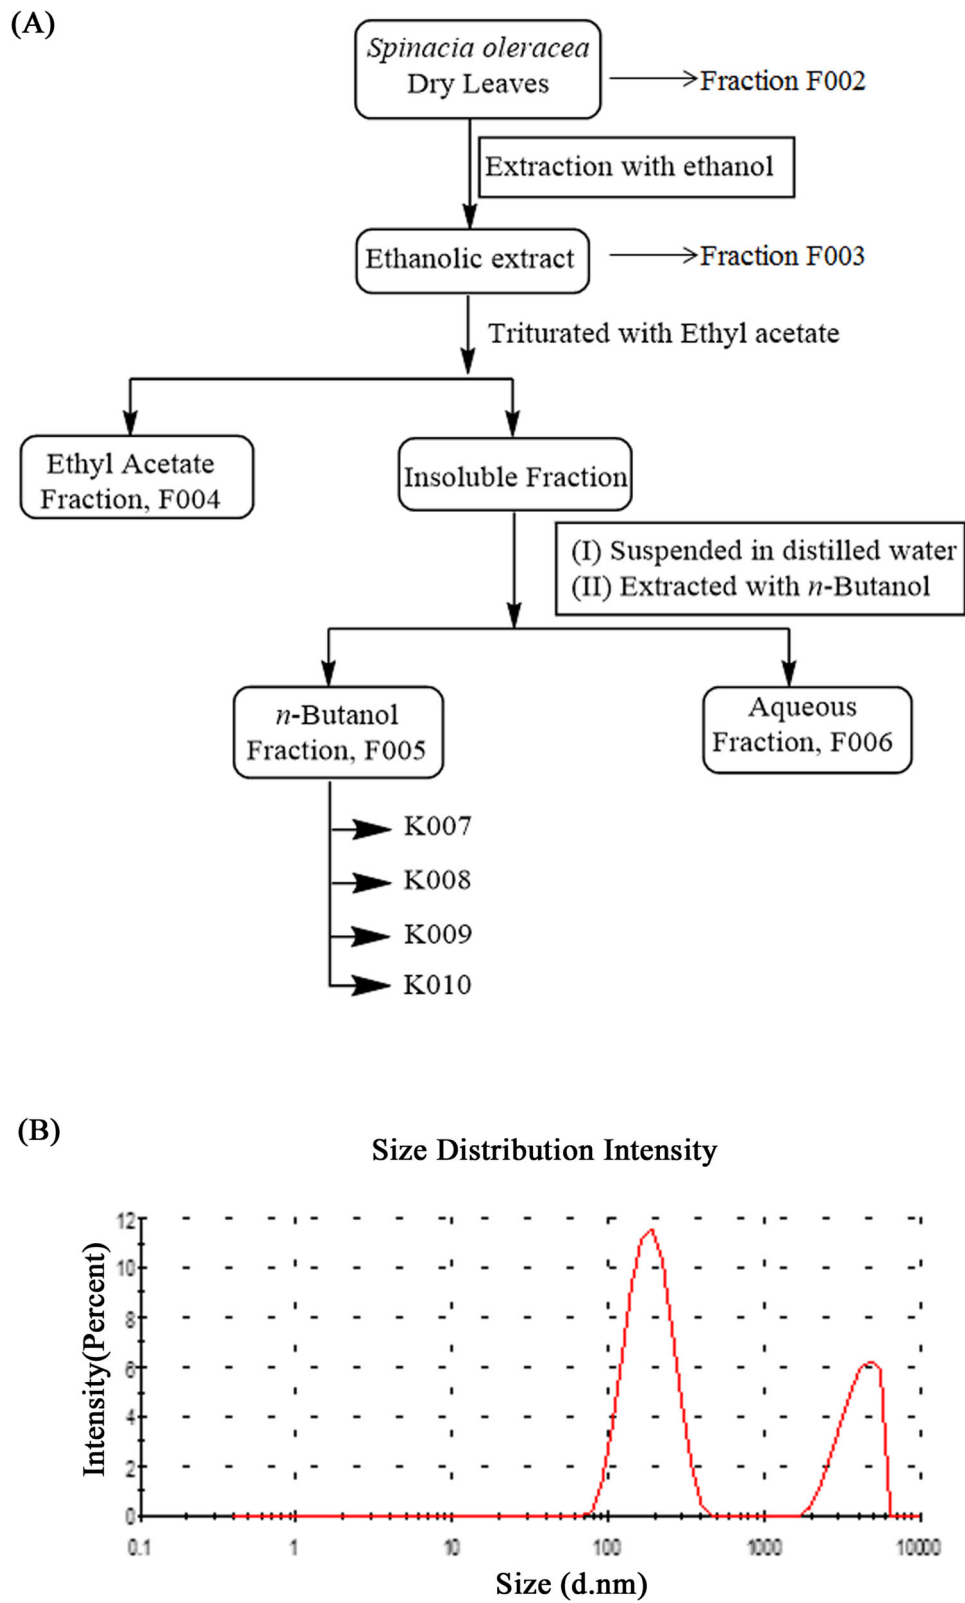 (A)
Spinacia oleracea
Dry Leaves
Fraction F002
Extraction with ethanol
Ethanolic extract
Fraction F003
Triturated with Ethyl acetate
Ethyl Acetate
Fraction, F004
Insoluble Fraction
(I) Suspended in distilled water
(II) Extracted with n-Butanol
n-Butanol
Fraction, F005
Aqueous
Fraction, F006
K007
K008
K009
K010
(B)
Size Distribution Intensity
Intensity(Percent)
12
10
8
6
4
2
0
0.1 1 10 100 1000 10000
Size (d.nm)